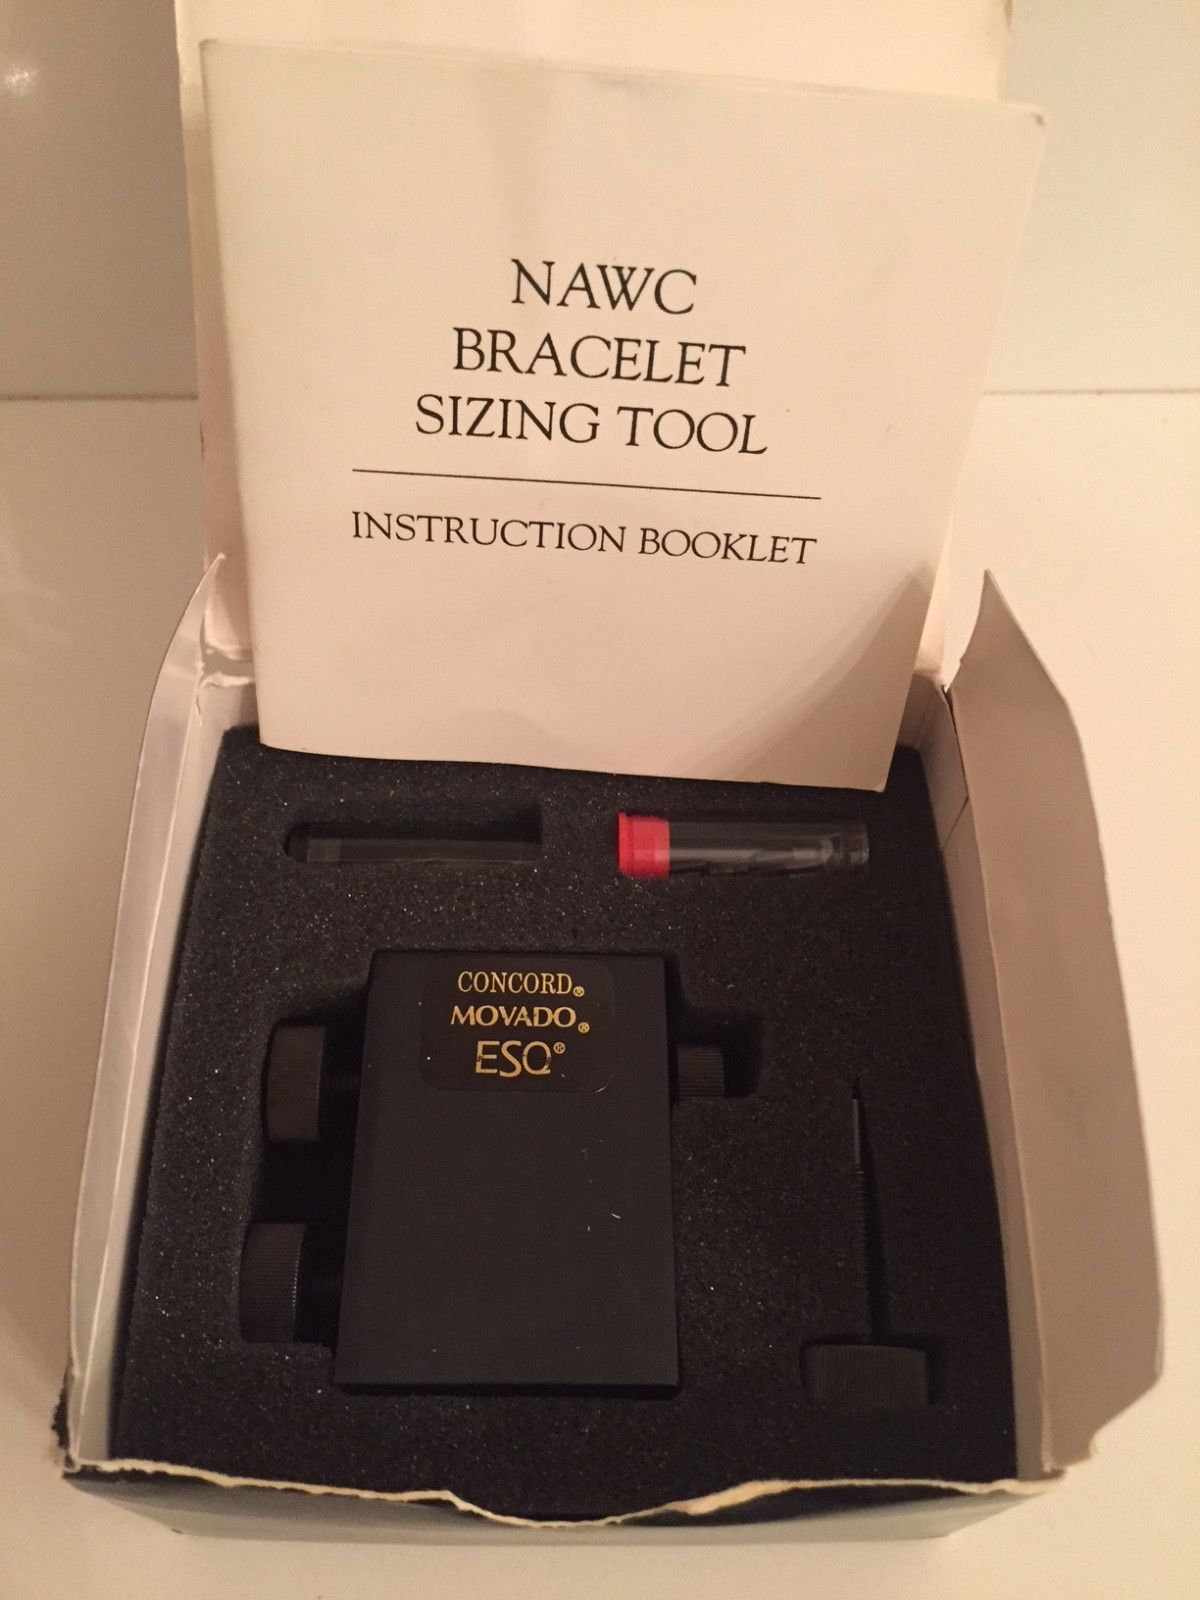 NAWC
BRACELET
SIZING TOOL
INSTRUCTION BOOKLET
CONCORD®
MOVADO®
ESQ®